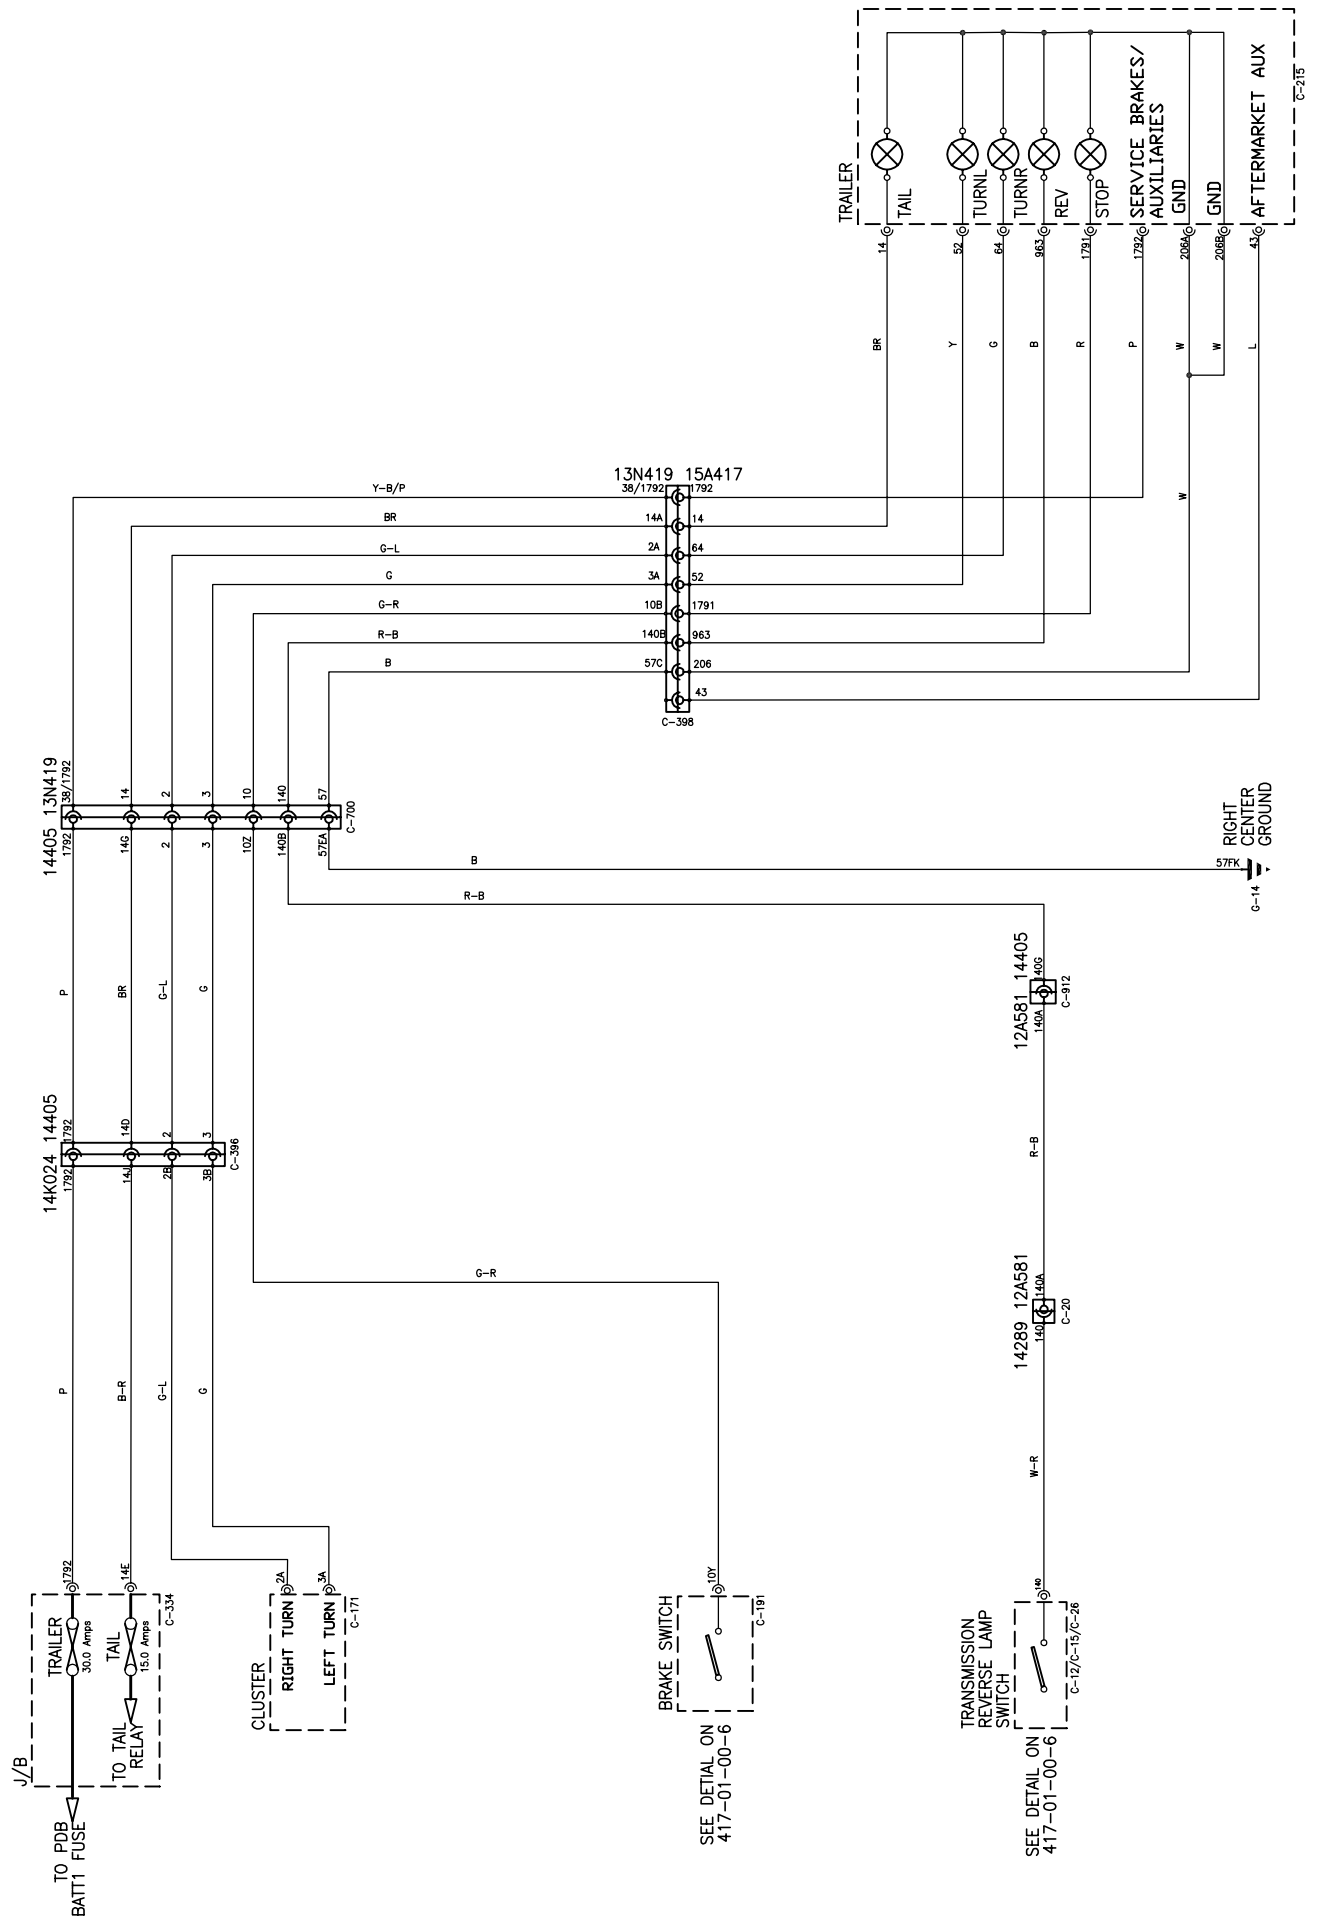 TRAILER
TAIL
TURNL
TURNR
REV
STOP
SERVICE BRAKES/
AUXILIARIES
GND
GND
AFTERMARKET AUX
C-215
14
52
64
963
1791
1792
206A
206B
43
BR
Y
G
B
R
P
W
W
L
W
13N419 15A417
38/1792 1792
14A 14
2A 64
3A 52
10B 1791
140B 963
57C 206
43
C-398
Y-B/P
BR
G-L
G
G-R
R-B
B
14405 13N419
38/1792
14
2
3
10
140
57
1792
14G
2
3
10Z
140B
57EA
C-700
B
R-B
57FK
G-14
RIGHT
CENTER
GROUND
P
BR
G-L
G
12A581 14405
140G
140A
C-912
14K024 14405
1792
14D
2
3
1792
14J
2B
3B
C-396
R-B
G-R
14289 12A581
140A
140
C-20
P
B-R
G-L
G
W-R
1792
14E
C-334
J/B
TRAILER
30.0 Amps
TAIL
15.0 Amps
TO TAIL
RELAY
TO PDB
BATT1 FUSE
2A
3A
C-171
CLUSTER
RIGHT TURN
LEFT TURN
10Y
C-191
BRAKE SWITCH
SEE DETIAL ON
417-01-00-6
140
C-12/C-15/C-26
TRANSMISSION
REVERSE LAMP
SWITCH
SEE DETAIL ON
417-01-00-6